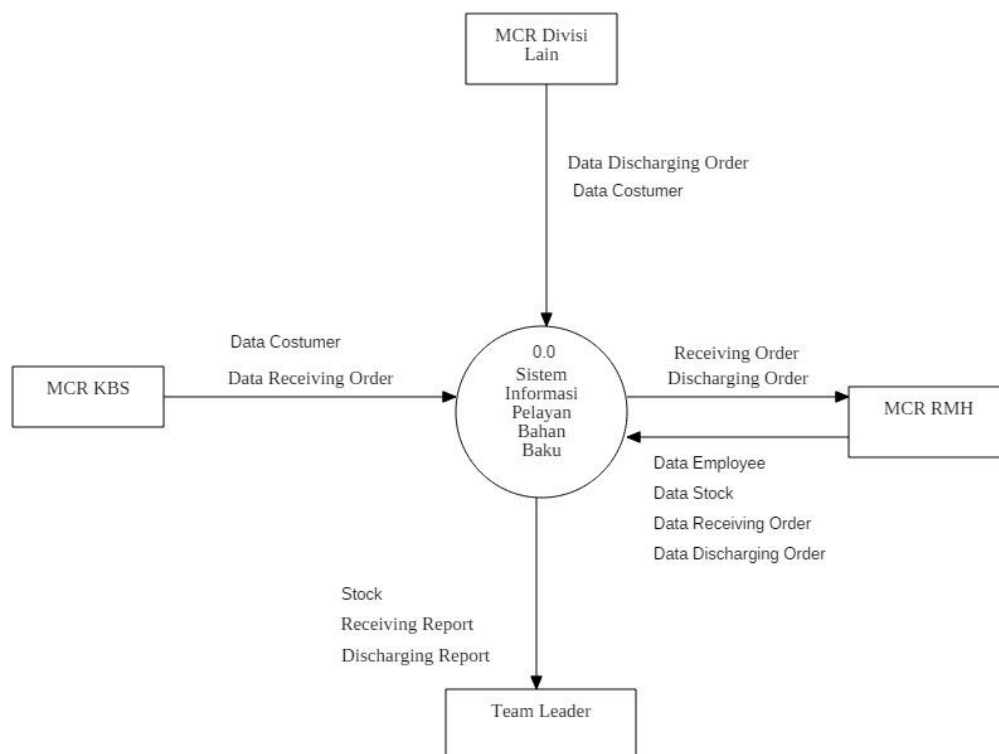 MCR Divisi
Lain
Data Discharging Order
Data Costumer
Data Costumer
Data Receiving Order
MCR KBS
0.0
Sistem
Informasi
Pelayan
Bahan
Baku
Receiving Order
Discharging Order
MCR RMH
Data Employee
Data Stock
Data Receiving Order
Data Discharging Order
Stock
Receiving Report
Discharging Report
Team Leader